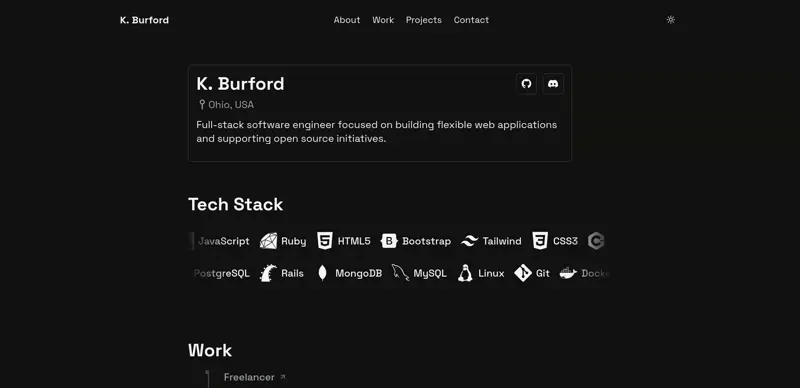 K. Burford About Work Projects Contact
K. Burford
Ohio, USA
Full-stack software engineer focused on building flexible web applications
and supporting open source initiatives.
Tech Stack
JavaScript Ruby HTML5 Bootstrap Tailwind CSS3
PostgreSQL Rails MongoDB MySQL Linux Git Docke
Work
Freelancer